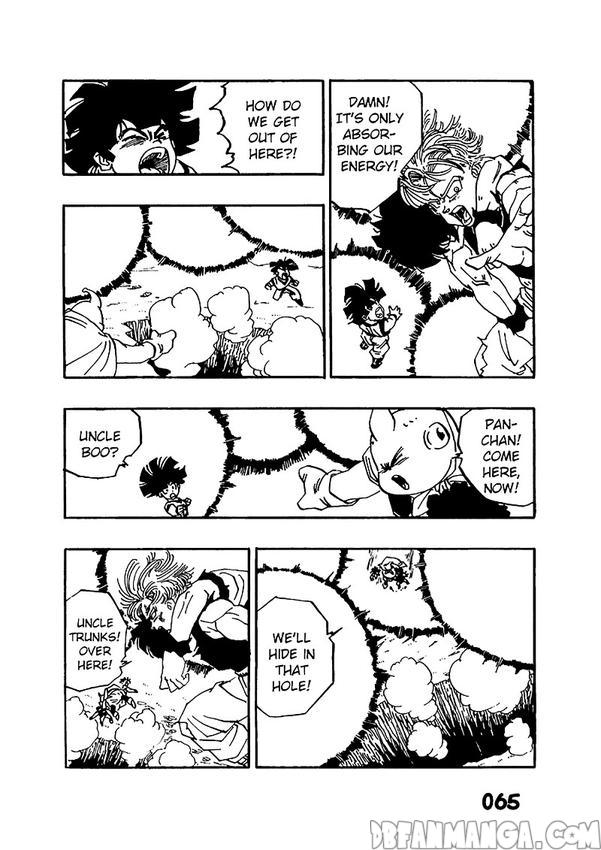 HOW DO
WE GET
OUT OF
HERE?!
DAMN!
IT'S ONLY
ABSOR-
BING OUR
ENERGY!
UNCLE
BOO?
PAN-
CHAN!
COME
HERE,
NOW!
UNCLE
TRUNKS!
OVER
HERE!
WE'LL
HIDE IN
THAT
HOLE!
065
DBFANMANGA.COM